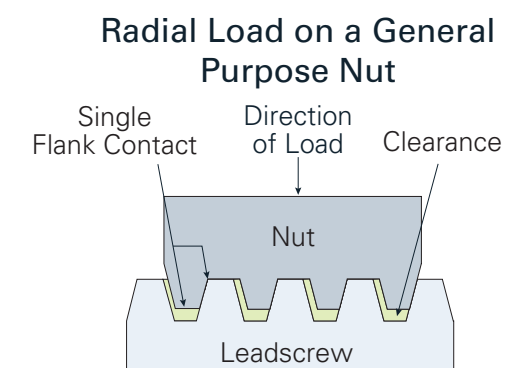 Radial Load on a General
Purpose Nut
Single
Flank Contact
Direction
of Load
Clearance
Nut
Leadscrew